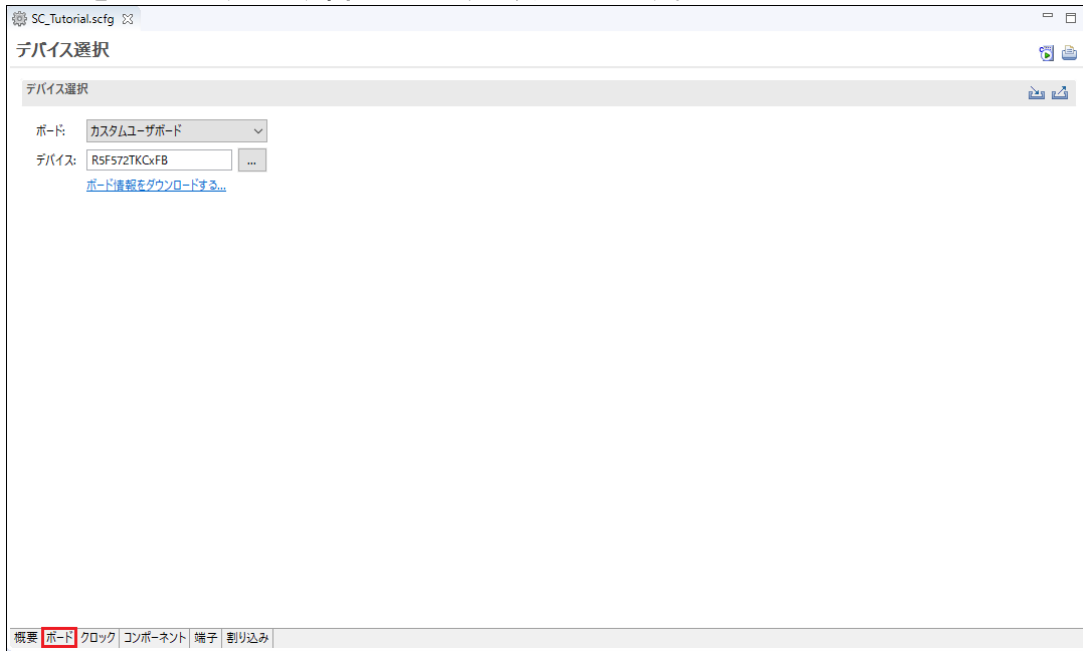 SC_Tutorial.scfg
デバイス選択
デバイス選択
ボード: カスタムユーザボード
デバイス: R5F572TKCxFB ...
ボード情報をダウンロードする...
概要 ボード クロック コンポーネント 端子 割り込み